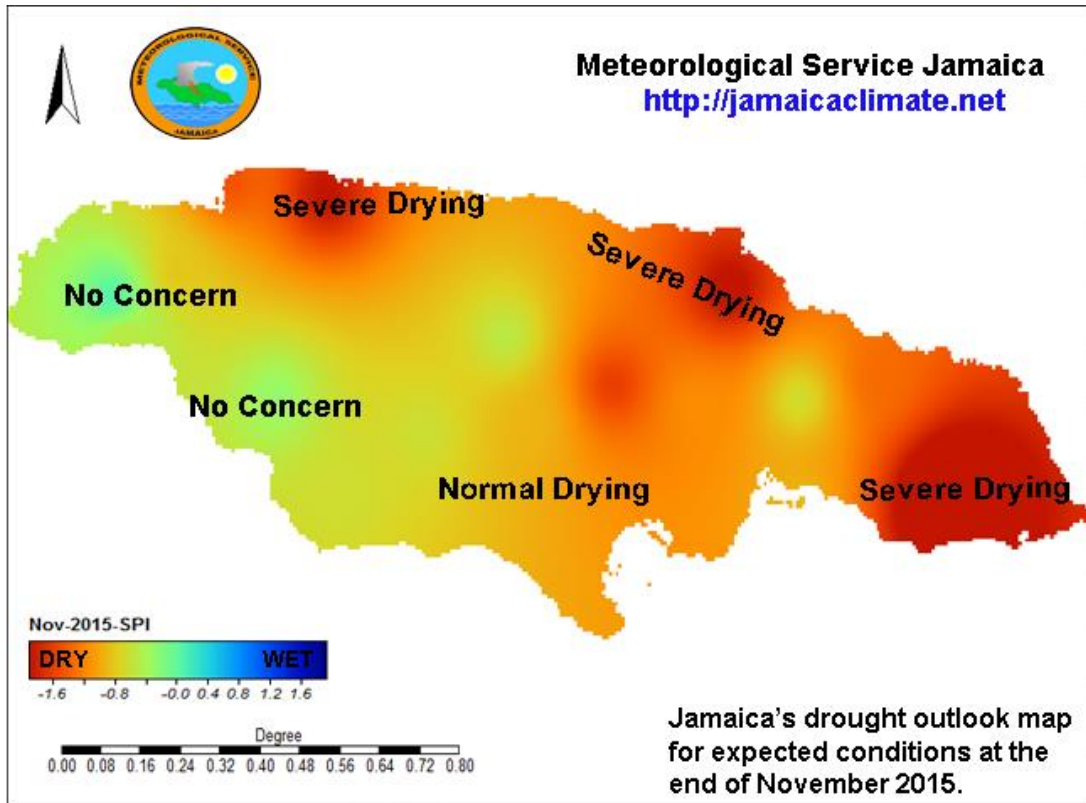 METEOROLOGICAL SERVICE
JAMAICA
Meteorological Service Jamaica
http://jamaicaclimate.net
Severe Drying
Severe Drying
No Concern
No Concern
Normal Drying
Severe Drying
Nov-2015-SPI
DRY WET
-1.6 -0.8 -0.0 0.4 0.8 1.2 1.6
Degree
0.00 0.08 0.16 0.24 0.32 0.40 0.48 0.56 0.64 0.72 0.80
Jamaica's drought outlook map
for expected conditions at the
end of November 2015.